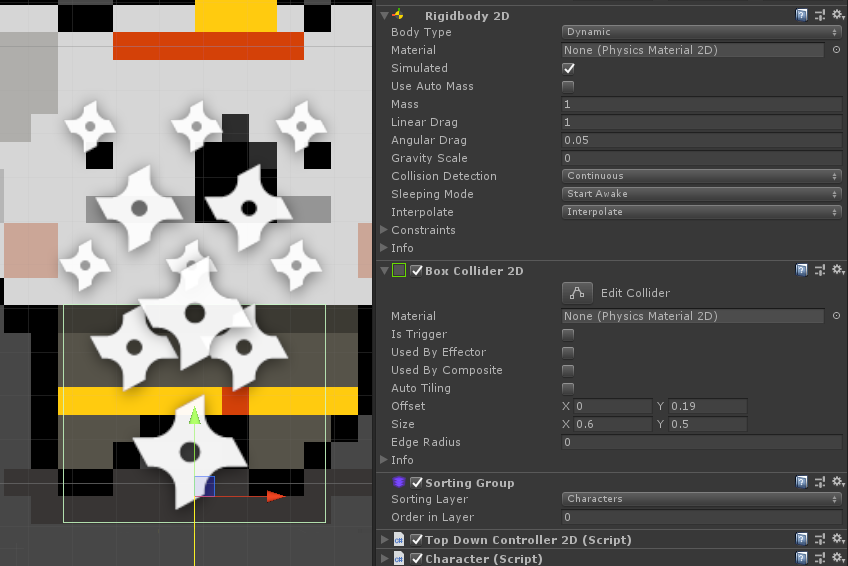 Rigidbody 2D
Body Type Dynamic
Material None (Physics Material 2D)
Simulated
Use Auto Mass
Mass 1
Linear Drag 1
Angular Drag 0.05
Gravity Scale 0
Collision Detection Continuous
Sleeping Mode Start Awake
Interpolate Interpolate
Constraints
Info
Box Collider 2D
Edit Collider
Material None (Physics Material 2D)
Is Trigger
Used By Effector
Used By Composite
Auto Tiling
Offset X 0 Y 0.19
Size X 0.6 Y 0.5
Edge Radius 0
Info
Sorting Group
Sorting Layer Characters
Order in Layer 0
Top Down Controller 2D (Script)
Character (Script)